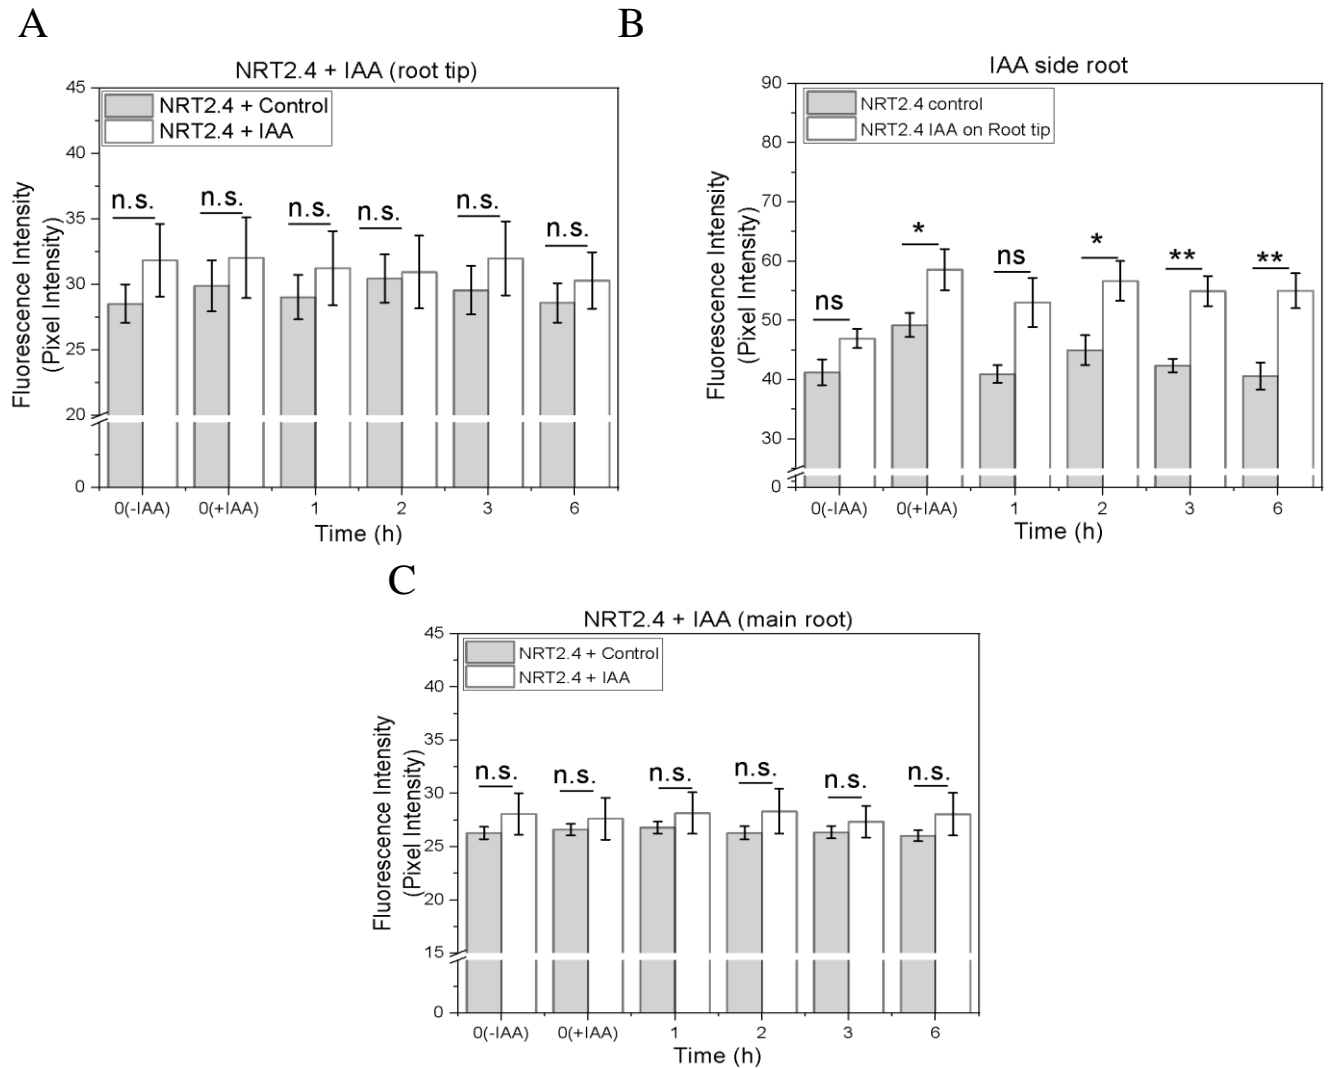 A
NRT2.4 + IAA (root tip)
45
40
35
30
25
20
0
Fluorescence Intensity
(Pixel Intensity)
NRT2.4 + Control
NRT2.4 + IAA
n.s.
n.s.
n.s.
n.s.
n.s.
n.s.
0(-IAA) 0(+IAA) 1 2 3 6
Time (h)
B
IAA side root
90
80
70
60
50
40
30
0
Fluorescence Intensity
(Pixel Intensity)
NRT2.4 control
NRT2.4 IAA on Root tip
ns
*
ns
*
**
**
0(-IAA) 0(+IAA) 1 2 3 6
Time (h)
C
NRT2.4 + IAA (main root)
45
40
35
30
25
20
15
0
Fluorescence Intensity
(Pixel Intensity)
NRT2.4 + Control
NRT2.4 + IAA
n.s.
n.s.
n.s.
n.s.
n.s.
n.s.
0(-IAA) 0(+IAA) 1 2 3 6
Time (h)